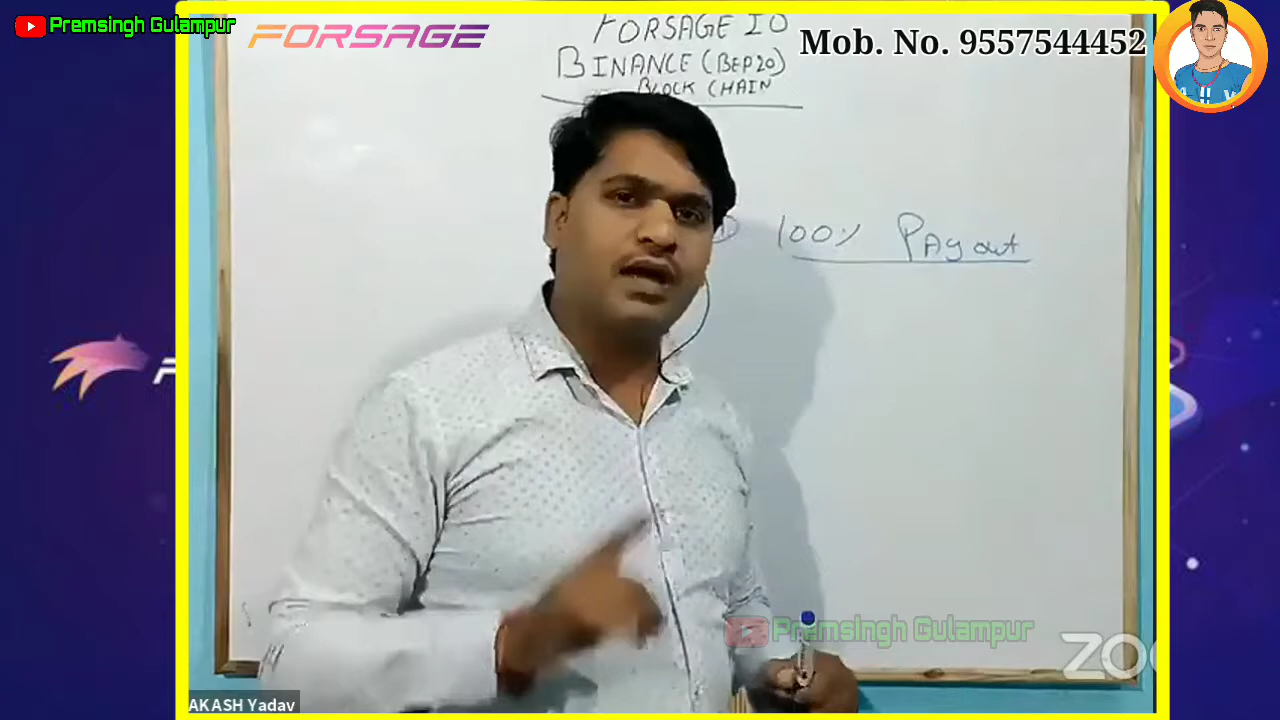 Premsingh Gulampur
FORSAGE
Mob. No. 9557544452
FORSAGE IO
BINANCE (BEP20)
BLOCK CHAIN
100% Payout
Premsingh Gulampur
AKASH Yadav